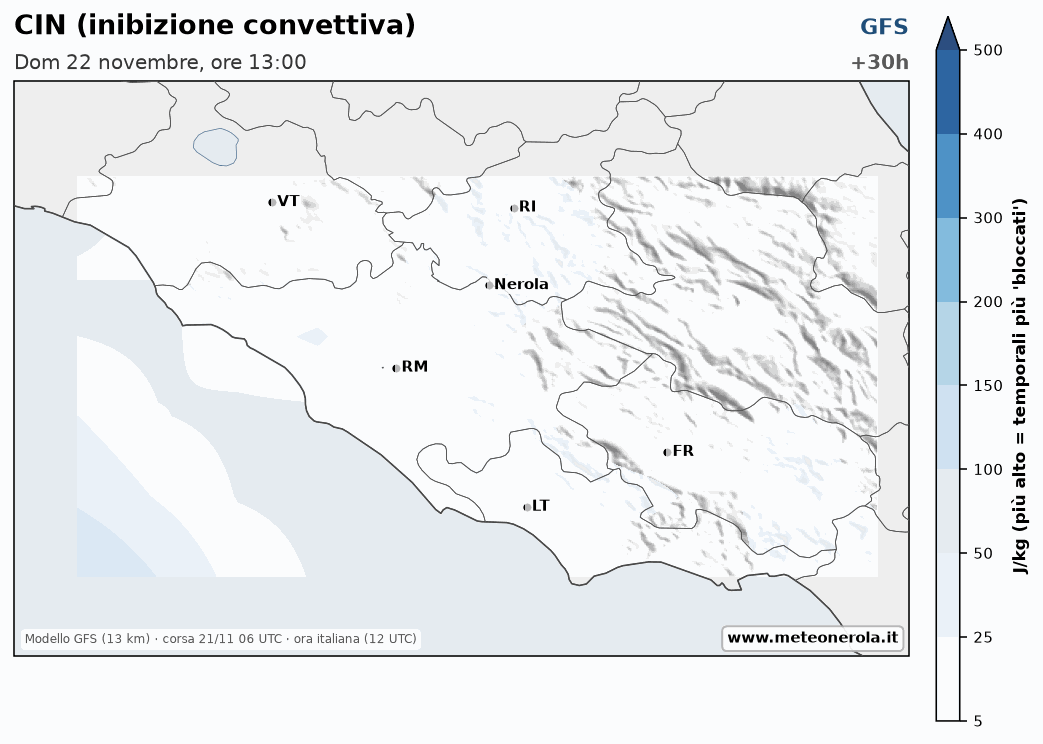 CIN (inibizione convettiva)
GFS
Dom 22 novembre, ore 13:00
+30h
VT
RI
Nerola
RM
FR
LT
Modello GFS (13 km) · corsa 21/11 06 UTC · ora italiana (12 UTC)
www.meteonerola.it
500
400
300
200
150
100
50
25
5
J/kg (più alto = temporali più 'bloccati')